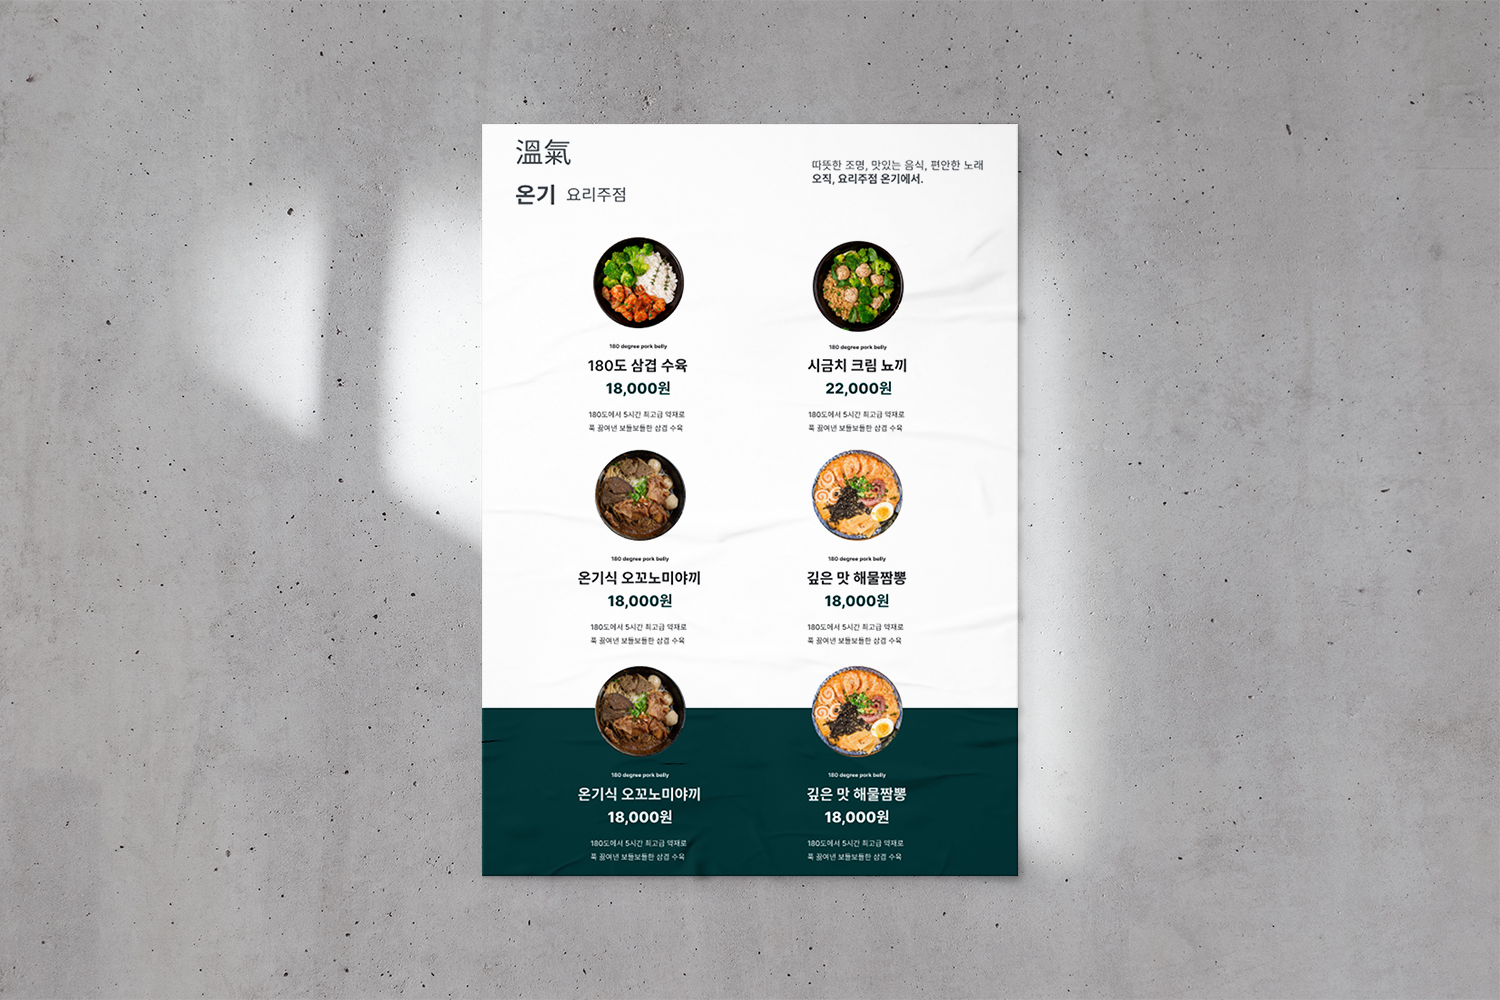 溫氣
온기 요리주점
따뜻한 조명, 맛있는 음식, 편안한 노래
오직, 요리주점 온기에서.
180 degree pork belly
180도 삼겹 수육
18,000원
180도에서 5시간 최고급 약재로
푹 끓여낸 보들보들한 삼겹 수육
180 degree pork belly
시금치 크림 뇨끼
22,000원
180도에서 5시간 최고급 약재로
푹 끓여낸 보들보들한 삼겹 수육
180 degree pork belly
온기식 오꼬노미야끼
18,000원
180도에서 5시간 최고급 약재로
푹 끓여낸 보들보들한 삼겹 수육
180 degree pork belly
깊은 맛 해물짬뽕
18,000원
180도에서 5시간 최고급 약재로
푹 끓여낸 보들보들한 삼겹 수육
180 degree pork belly
온기식 오꼬노미야끼
18,000원
180도에서 5시간 최고급 약재로
푹 끓여낸 보들보들한 삼겹 수육
180 degree pork belly
깊은 맛 해물짬뽕
18,000원
180도에서 5시간 최고급 약재로
푹 끓여낸 보들보들한 삼겹 수육